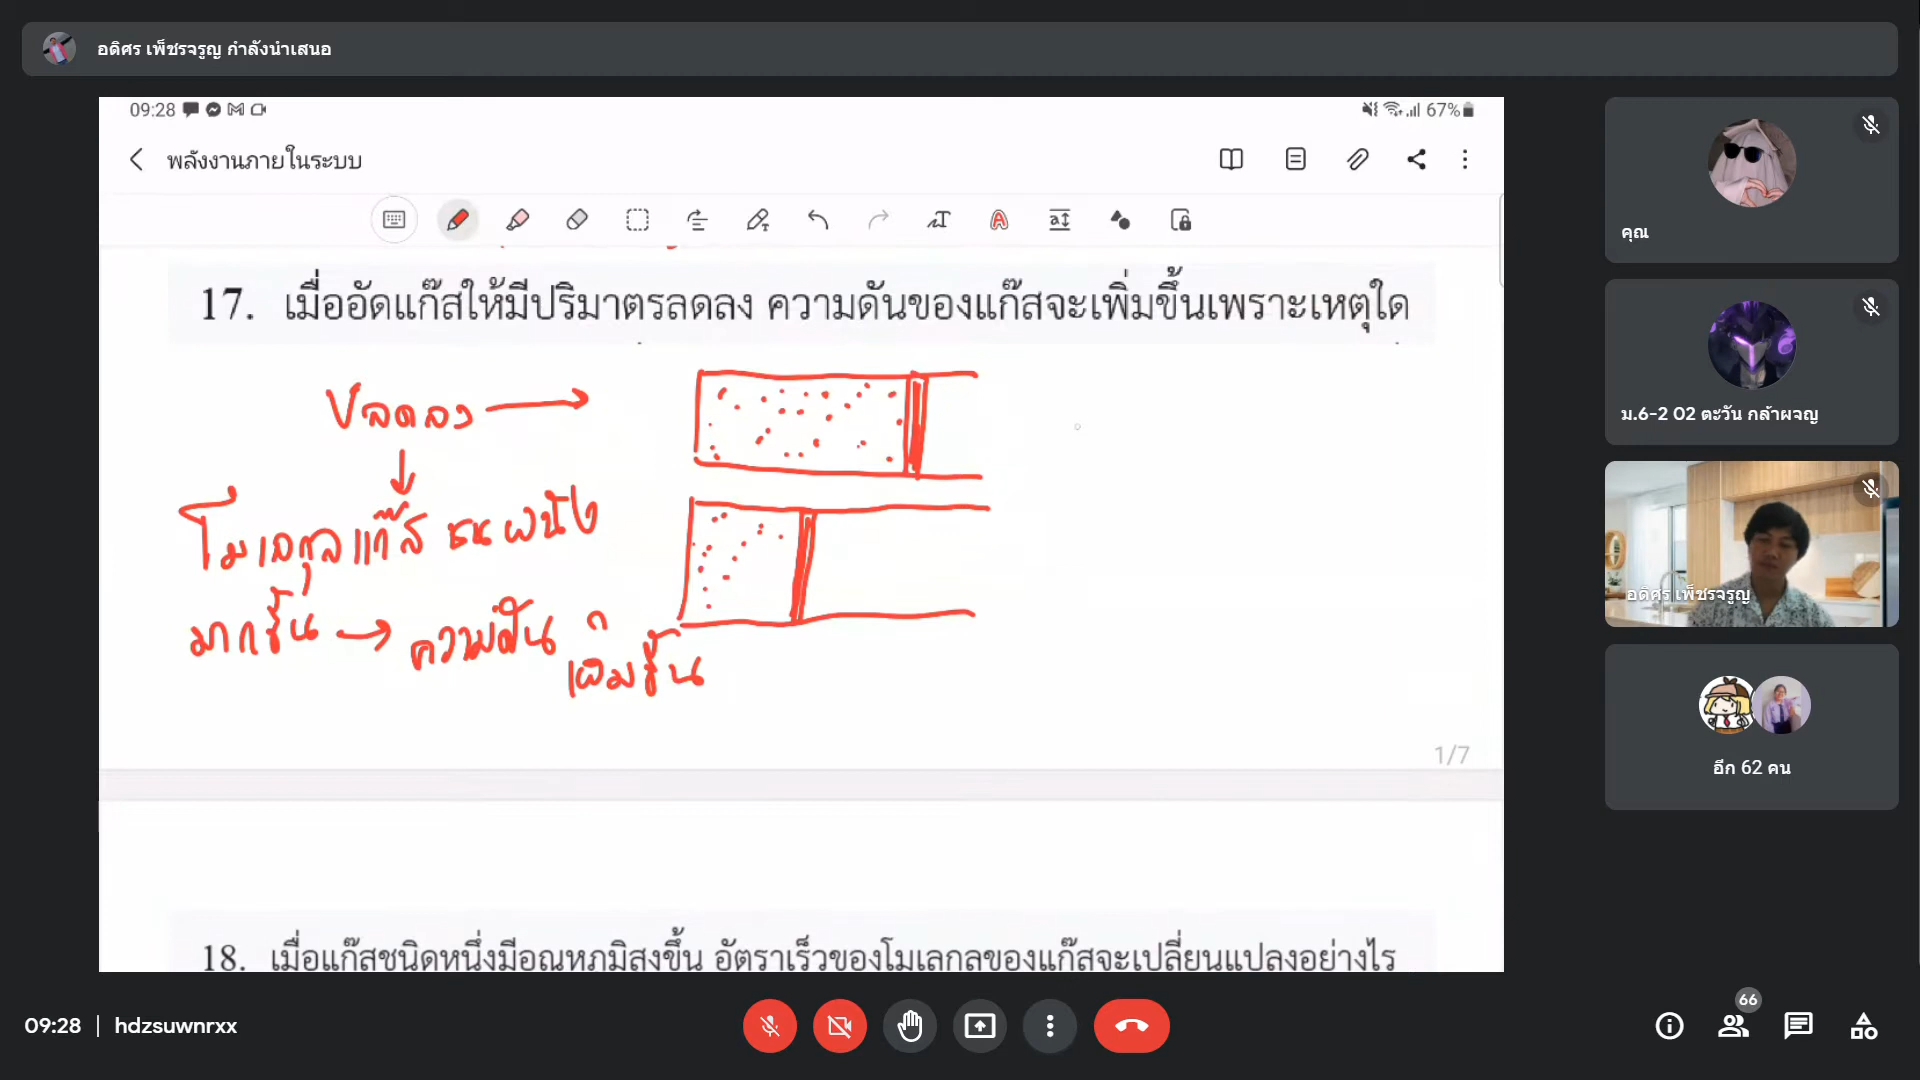 อดิศร เพ็ชรจรูญ กำลังนำเสนอ
09:28
67%
พลังงานภายในระบบ
17. เมื่ออัดแก๊สให้มีปริมาตรลดลง ความดันของแก๊สจะเพิ่มขึ้นเพราะเหตุใด
V ลดลง
โมเลกุลแก๊ส ชนผนัง
มากขึ้น → ความดัน
เพิ่มขึ้น
1/7
18. เมื่อแก๊สชนิดหนึ่งมีอุณหภูมิสูงขึ้น อัตราเร็วของโมเลกุลของแก๊สจะเปลี่ยนแปลงอย่างไร
คุณ
ม.6-2 02 ตะวัน กล้าผจญ
อดิศร เพ็ชรจรูญ
อีก 62 คน
09:28 | hdzsuwnrxx
66